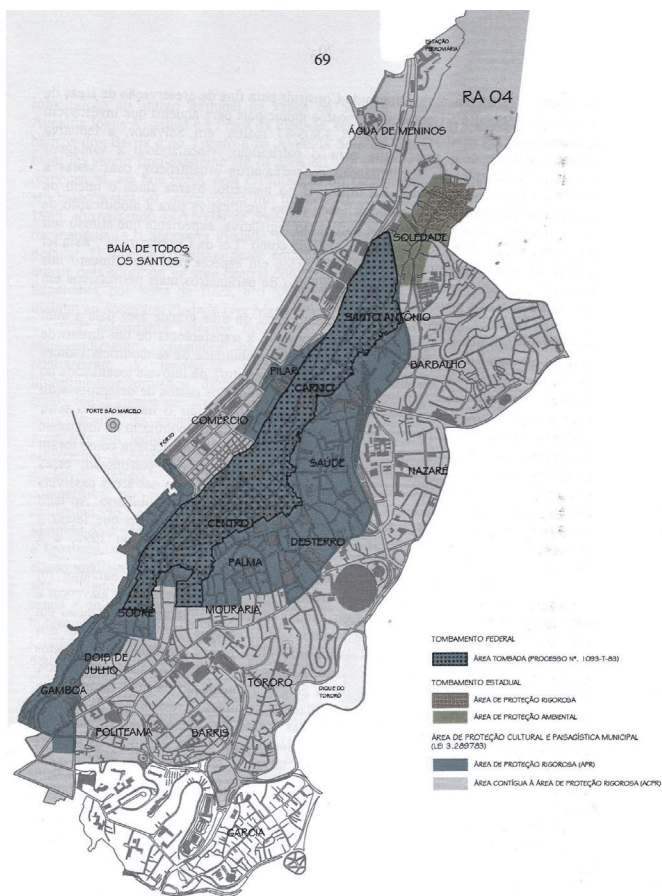 69
ESTAÇÃO
FERROVIÁRIA
RA 04
ÁGUA DE MENINOS
SOLEDADE
BAÍA DE TODOS
OS SANTOS
SANTO ANTÔNIO
BARBALHO
PILAR
CARMO
FORTE SÃO MARCELO
COMÉRCIO
PORTO
SAÚDE
NAZARÉ
CENTRO
DESTERRO
PALMA
SODRÉ
MOURARIA
DOIS DE
JULHO
GAMBOA
TORORÓ
DIQUE DO
TORORÓ
POLITEAMA
BARRIS
GARCIA
TOMBAMENTO FEDERAL
ÁREA TOMBADA (PROCESSO Nº. 1093-T-83)
TOMBAMENTO ESTADUAL
ÁREA DE PROTEÇÃO RIGOROSA
ÁREA DE PROTEÇÃO AMBIENTAL
ÁREA DE PROTEÇÃO CULTURAL E PAISAGÍSTICA MUNICIPAL
(LEI 3.289783)
ÁREA DE PROTEÇÃO RIGOROSA (APR)
ÁREA CONTÍGUA À ÁREA DE PROTEÇÃO RIGOROSA (ACPR)